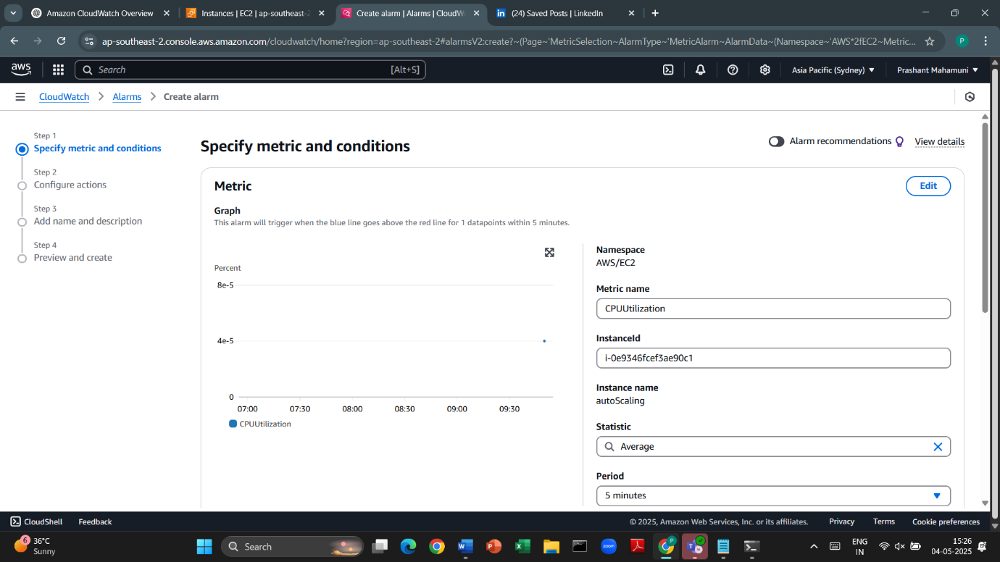 Amazon CloudWatch Overview
Instances | EC2 | ap-southeast-2
Create alarm | Alarms | CloudW
(24) Saved Posts | LinkedIn
ap-southeast-2.console.aws.amazon.com/cloudwatch/home?region=ap-southeast-2#alarmsV2:create?~(Page~'MetricSelection~AlarmType~'MetricAlarm~AlarmData~(Namespace~'AWS*2fEC2~Metric...
P
aws
Search [Alt+S]
Asia Pacific (Sydney)
Prashant Mahamuni
CloudWatch
Alarms
Create alarm
Step 1
Specify metric and conditions
Step 2
Configure actions
Step 3
Add name and description
Step 4
Preview and create
Specify metric and conditions
Alarm recommendations
View details
Metric
Edit
Graph
This alarm will trigger when the blue line goes above the red line for 1 datapoints within 5 minutes.
Percent
8e-5
4e-5
0
07:00 07:30 08:00 08:30 09:00 09:30
CPUUtilization
Namespace
AWS/EC2
Metric name
CPUUtilization
InstanceId
i-0e9346fcef3ae90c1
Instance name
autoScaling
Statistic
Average
Period
5 minutes
CloudShell
Feedback
© 2025, Amazon Web Services, Inc. or its affiliates.
Privacy
Terms
Cookie preferences
6
36°C
Sunny
Search
zoom
ENG
IN
15:26
04-05-2025